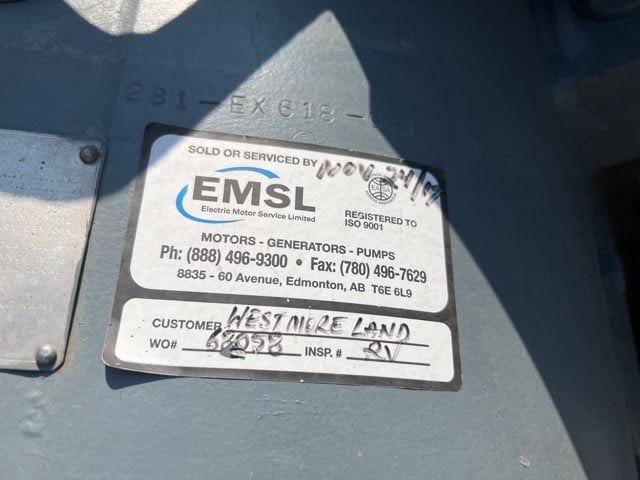 281-EX618-
SOLD OR SERVICED BY
NOV 24/09
EMSL
Electric Motor Service Limited
REGISTERED TO
ISO 9001
MOTORS - GENERATORS - PUMPS
Ph: (888) 496-9300 • Fax: (780) 496-7629
8835 - 60 Avenue, Edmonton, AB T6E 6L9
CUSTOMER WESTMORE LAND
WO# 68058 INSP. # RV